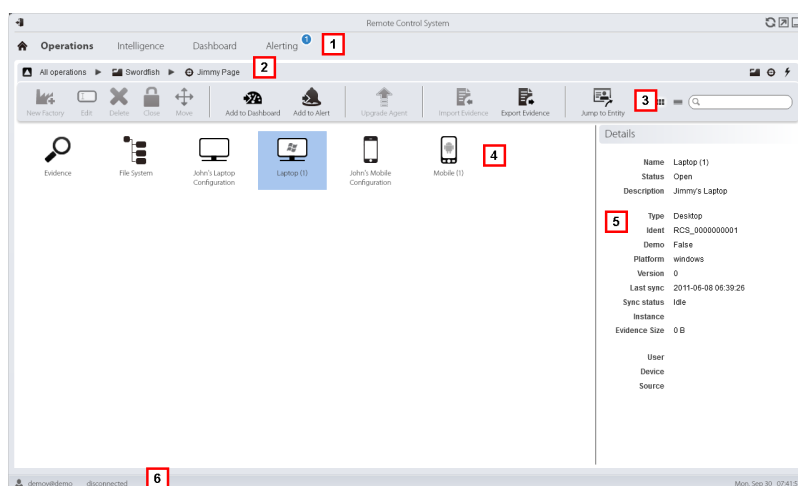 Remote Control System
Operations Intelligence Dashboard Alerting 1 1
All operations Swordfish Jimmy Page 2
New Factory Edit Delete Close Move Add to Dashboard Add to Alert Upgrade Agent Import Evidence Export Evidence Jump to Entity 3
Details
Evidence File System John's Laptop Configuration Laptop (1) John's Mobile Configuration Mobile (1) 4
Name Laptop (1)
Status Open
Description Jimmy's Laptop
Type Desktop
5
Ident RCS_0000000001
Demo False
Platform windows
Version 0
Last sync 2011-06-08 06:39:26
Sync status Idle
Instance
Evidence Size 0 B
User
Device
Source
demo@demo disconnected 6
Mon, Sep 30